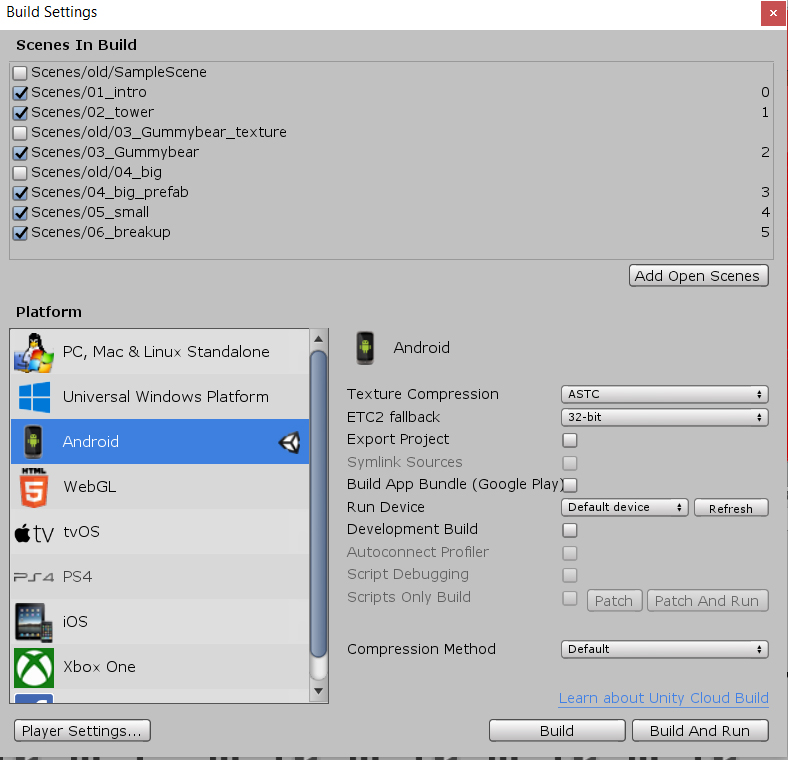 Build Settings
Scenes In Build
Scenes/old/SampleScene
Scenes/01_intro 0
Scenes/02_tower 1
Scenes/old/03_Gummybear_texture
Scenes/03_Gummybear 2
Scenes/old/04_big
Scenes/04_big_prefab 3
Scenes/05_small 4
Scenes/06_breakup 5
Add Open Scenes
Platform
PC, Mac & Linux Standalone
Universal Windows Platform
Android
HTML
5
WebGL
tv
tvOS
PS4
PS4
iOS
Xbox One
Android
Texture Compression ASTC
ETC2 fallback 32-bit
Export Project
Symlink Sources
Build App Bundle (Google Play)
Run Device Default device Refresh
Development Build
Autoconnect Profiler
Script Debugging
Scripts Only Build Patch Patch And Run
Compression Method Default
Learn about Unity Cloud Build
Player Settings... Build Build And Run